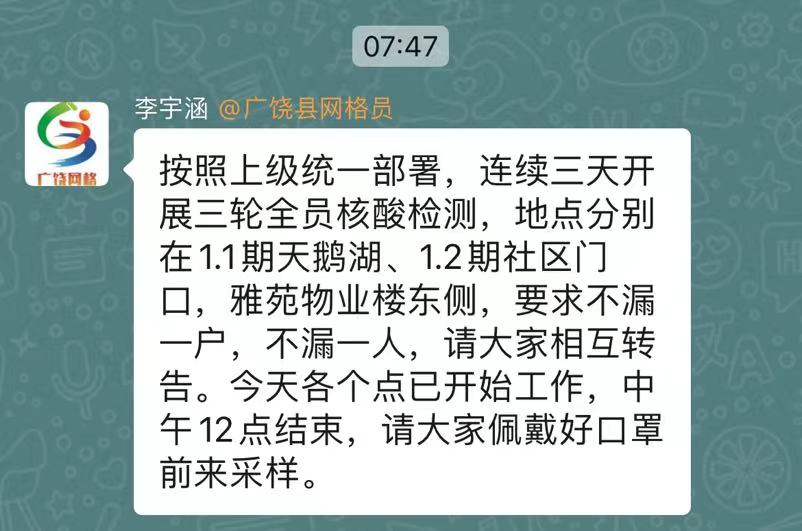 07:47
李宇涵 @广饶县网格员
广饶网格
按照上级统一部署，连续三天开
展三轮全员核酸检测，地点分别
在1.1期天鹅湖、1.2期社区门
口，雅苑物业楼东侧，要求不漏
一户，不漏一人，请大家相互转
告。今天各个点已开始工作，中
午12点结束，请大家佩戴好口罩
前来采样。